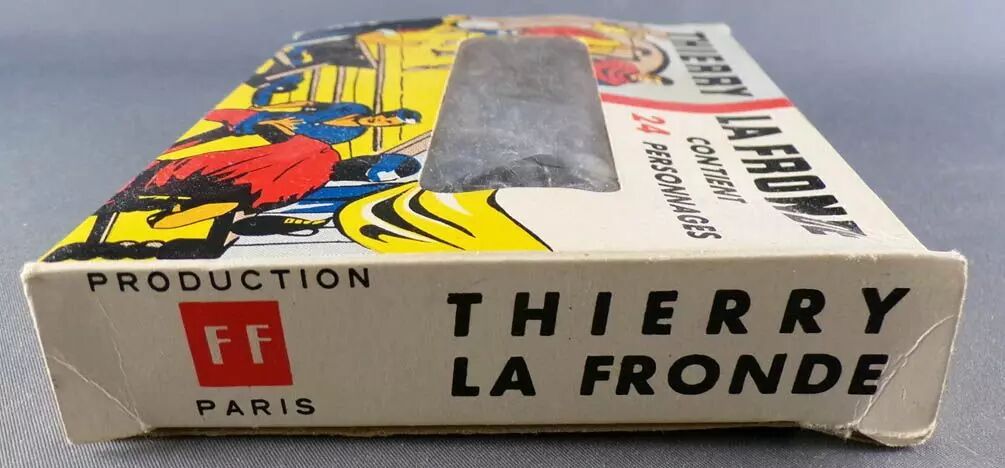 THIERRY
LA FRONDE
CONTIENT
24 PERSONNAGES
PRODUCTION
FF
PARIS
THIERRY
LA FRONDE